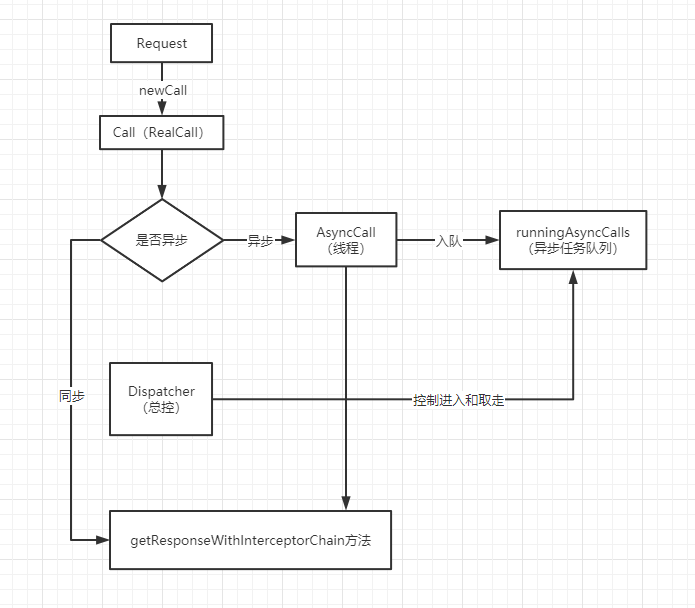 Request
newCall
Call（RealCall）
是否异步
异步
AsyncCall
（线程）
入队
runningAsyncCalls
（异步任务队列）
同步
Dispatcher
（总控）
控制进入和取走
getResponseWithInterceptorChain方法